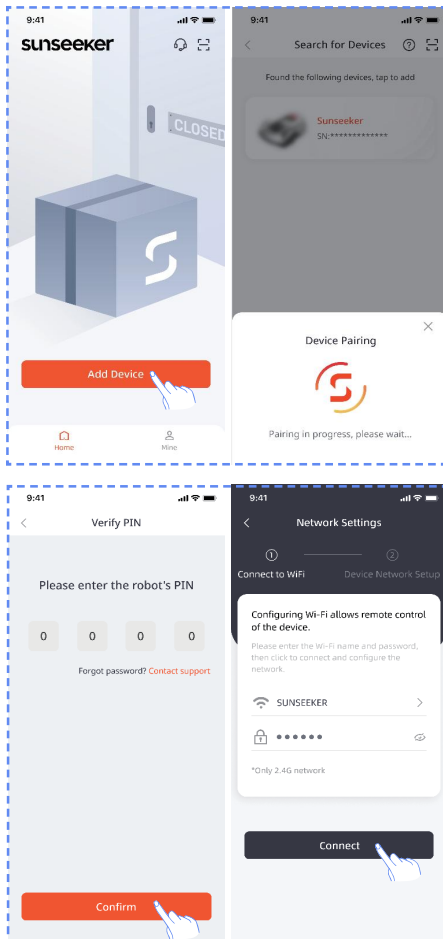 9:41
sunseeker
CLOSED
S
Add Device
Home
Mine
9:41
Search for Devices
Found the following devices, tap to add
Sunseeker
SN:*************
Device Pairing
S
Pairing in progress, please wait...
9:41
Verify PIN
Please enter the robot's PIN
0 0 0 0
Forgot password? Contact support
Confirm
9:41
Network Settings
1 2
Connect to WiFi Device Network Setup
Configuring Wi-Fi allows remote control
of the device.
Please enter the Wi-Fi name and password,
then click to connect and configure the
network.
SUNSEEKER
●●●●●●
*Only 2.4G network
Connect